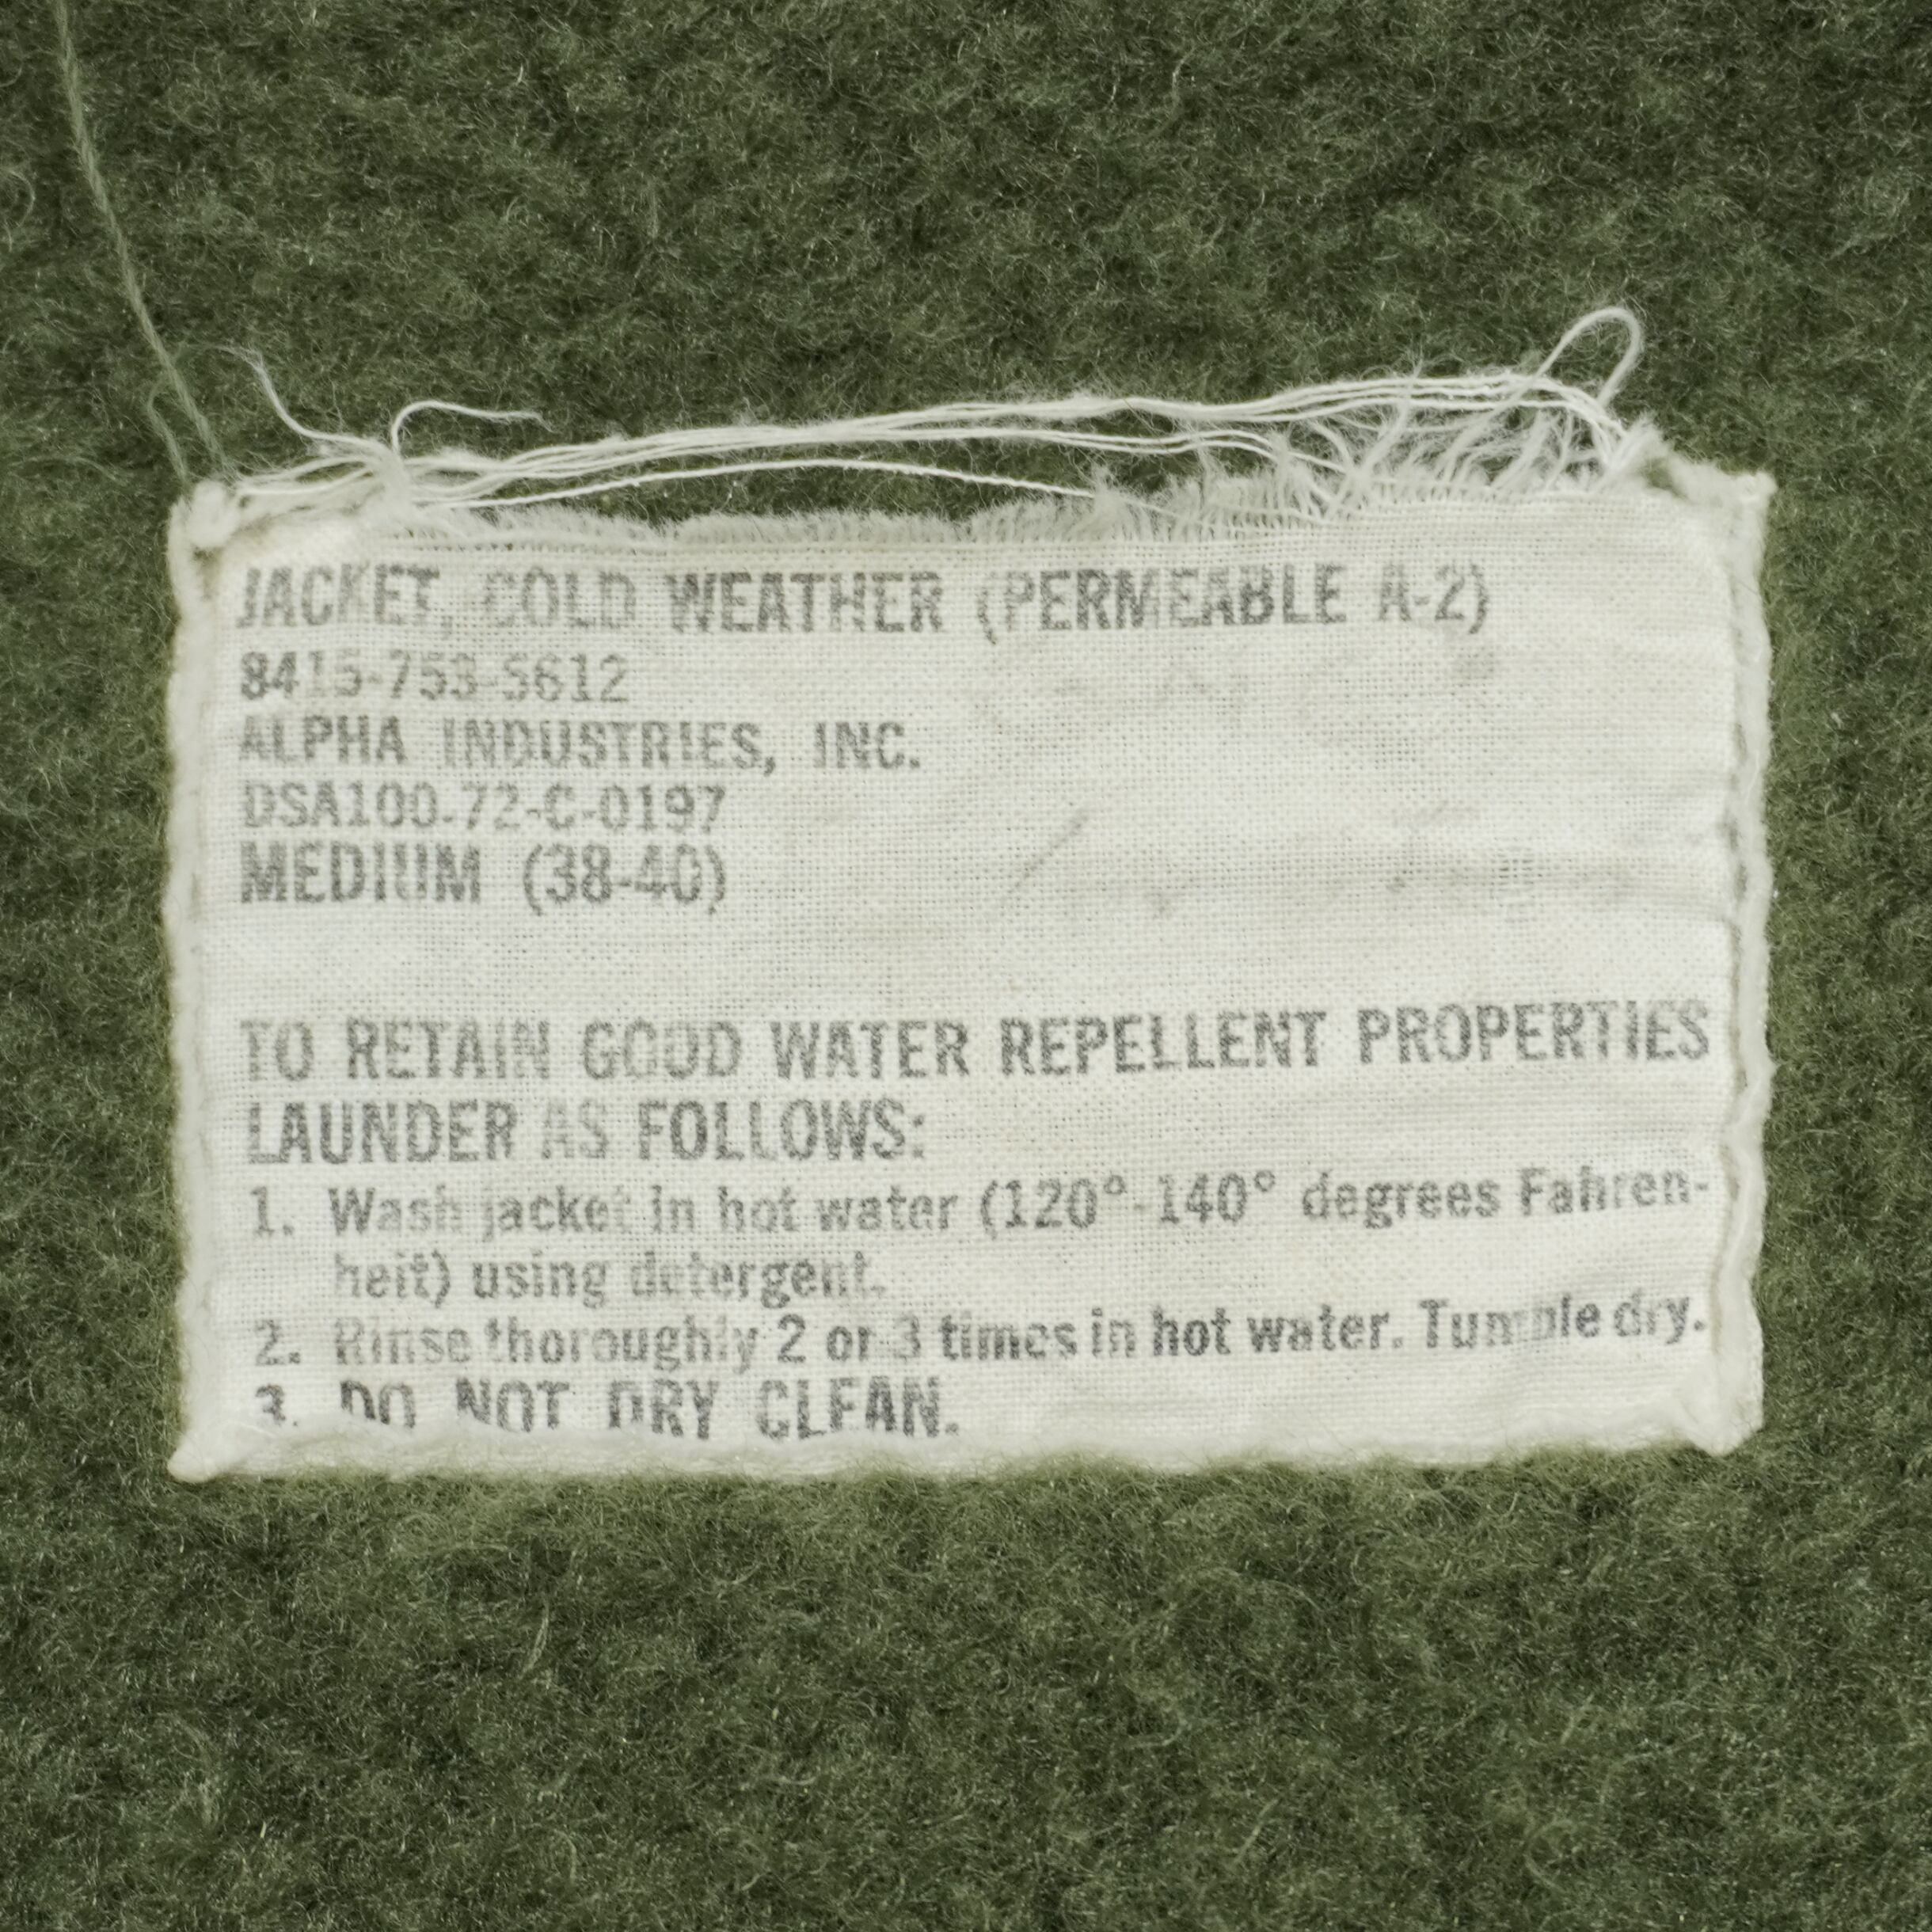 JACKET, COLD WEATHER (PERMEABLE A-2)
8415-753-5612
ALPHA INDUSTRIES, INC.
DSA100-72-C-0197
MEDIUM (38-40)
TO RETAIN GOOD WATER REPELLENT PROPERTIES
LAUNDER AS FOLLOWS:
1. Wash jacket in hot water (120°-140° degrees Fahren-
heit) using detergent.
2. Rinse thoroughly 2 or 3 times in hot water. Tumble dry.
3. DO NOT DRY CLEAN.